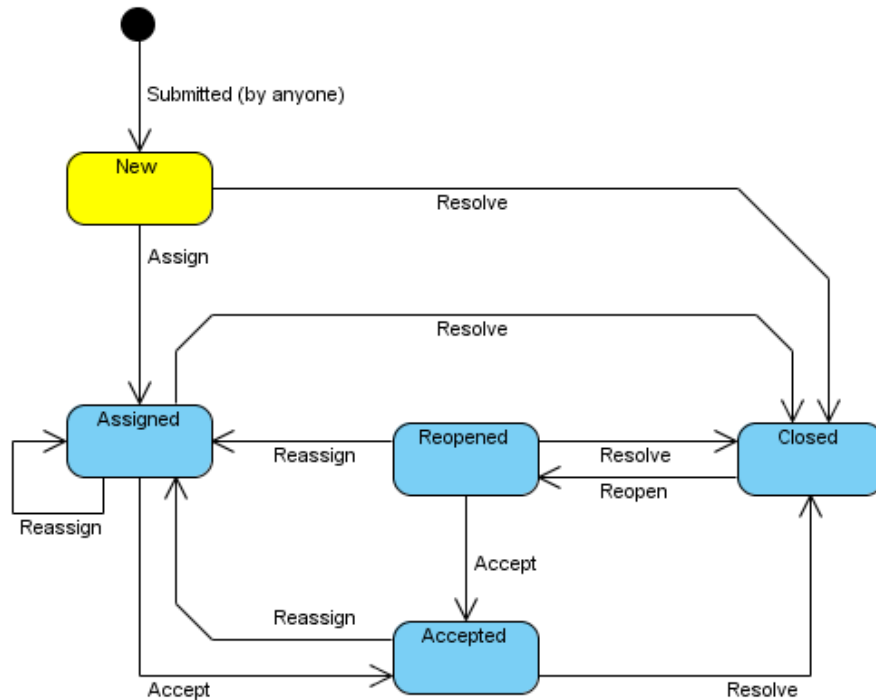 Submitted (by anyone)
New
Resolve
Assign
Resolve
Assigned
Reopened
Closed
Reassign
Resolve
Reopen
Reassign
Accept
Reassign
Accepted
Accept
Resolve